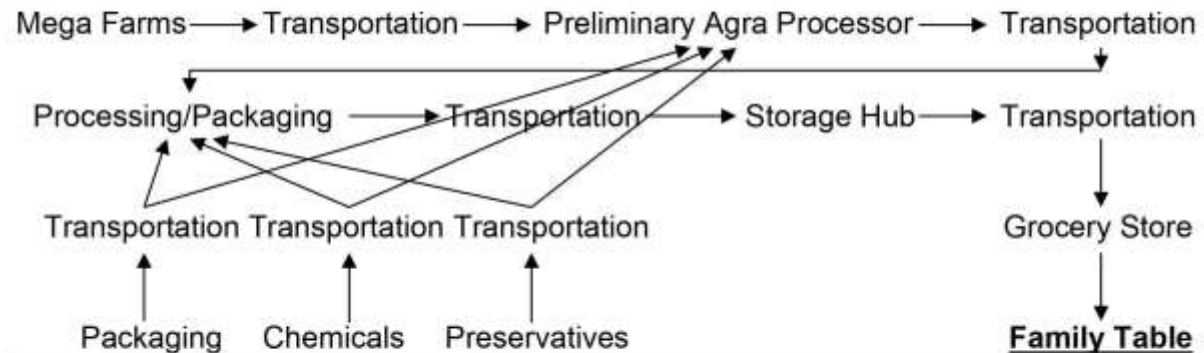 Mega Farms Transportation Preliminary Agra Processor Transportation
Processing/Packaging Transportation Storage Hub Transportation
Transportation Transportation Transportation Grocery Store
Packaging Chemicals Preservatives Family Table